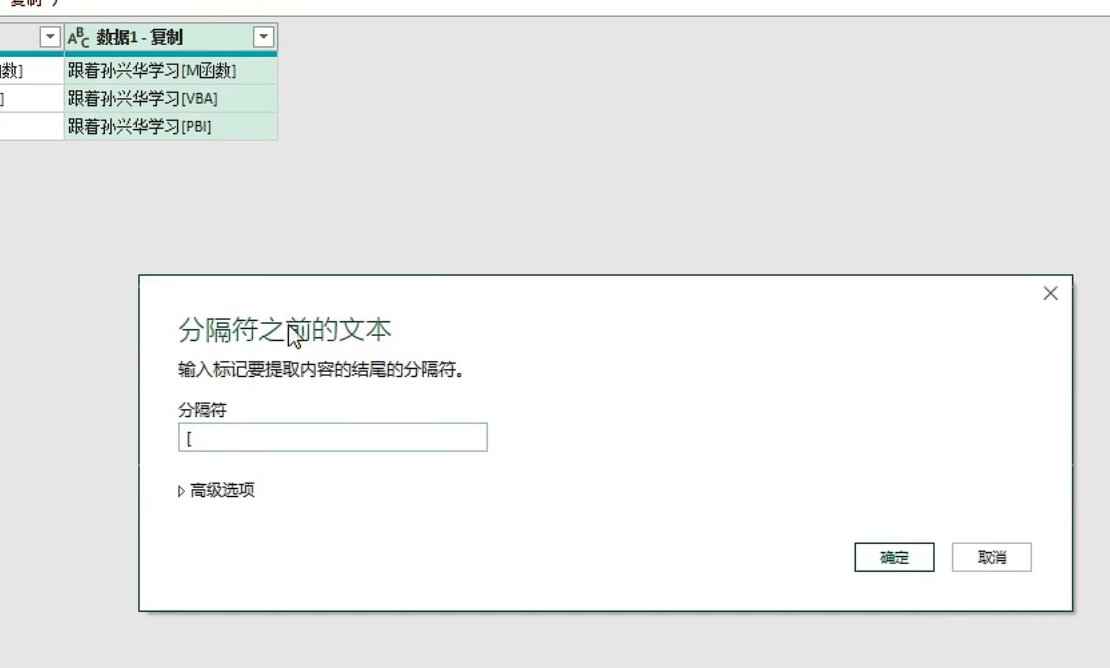 复制"
数据1 - 复制
数]
跟着孙兴华学习[M函数]
]
跟着孙兴华学习[VBA]
跟着孙兴华学习[PBI]
分隔符之前的文本
输入标记要提取内容的结尾的分隔符。
分隔符
[
高级选项
确定
取消